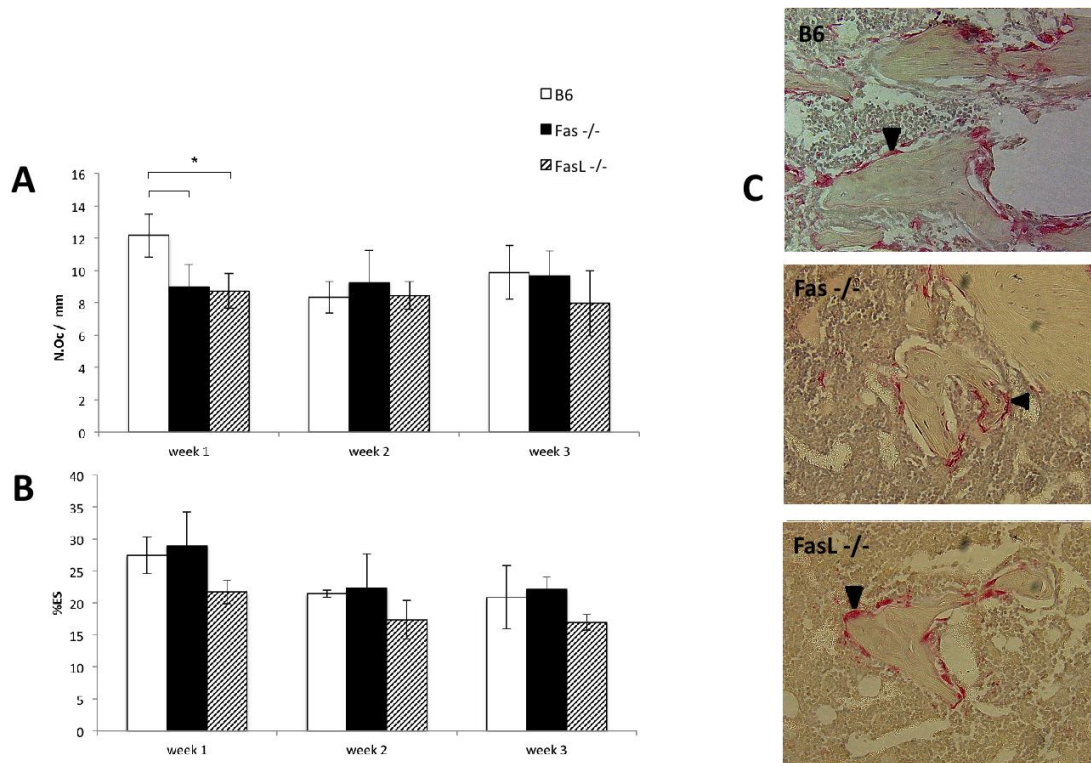 B6
Fas -/-
FasL -/-
A
*
16
14
12
10
8
6
4
2
0
N.Oc / mm
week 1
week 2
week 3
B
40
35
30
25
20
15
10
5
0
%ES
week 1
week 2
week 3
C
B6
Fas -/-
FasL -/-